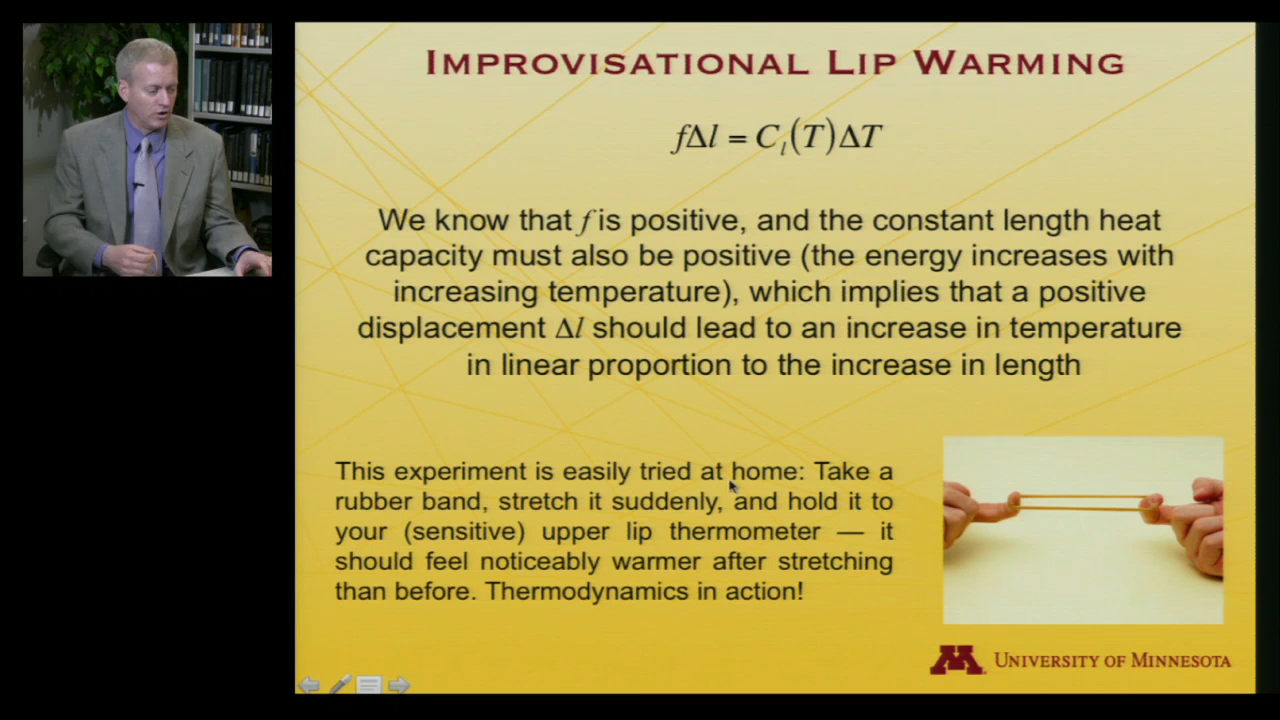 IMPROVISATIONAL LIP WARMING
fΔl = C_l(T)ΔT
We know that f is positive, and the constant length heat
capacity must also be positive (the energy increases with
increasing temperature), which implies that a positive
displacement Δl should lead to an increase in temperature
in linear proportion to the increase in length
This experiment is easily tried at home: Take a
rubber band, stretch it suddenly, and hold it to
your (sensitive) upper lip thermometer — it
should feel noticeably warmer after stretching
than before. Thermodynamics in action!
M UNIVERSITY OF MINNESOTA